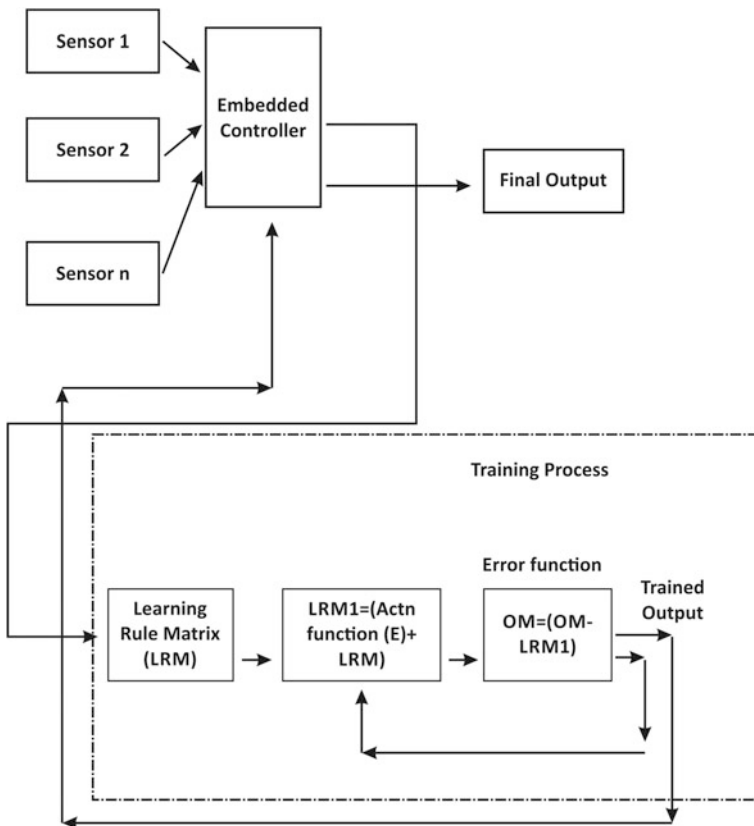 Sensor 1
Embedded
Controller
Sensor 2
Final Output
Sensor n
Training Process
Error function
Trained
Output
Learning
Rule Matrix
(LRM)
LRM1=(Actn
function (E)+
LRM)
OM=(OM-
LRM1)